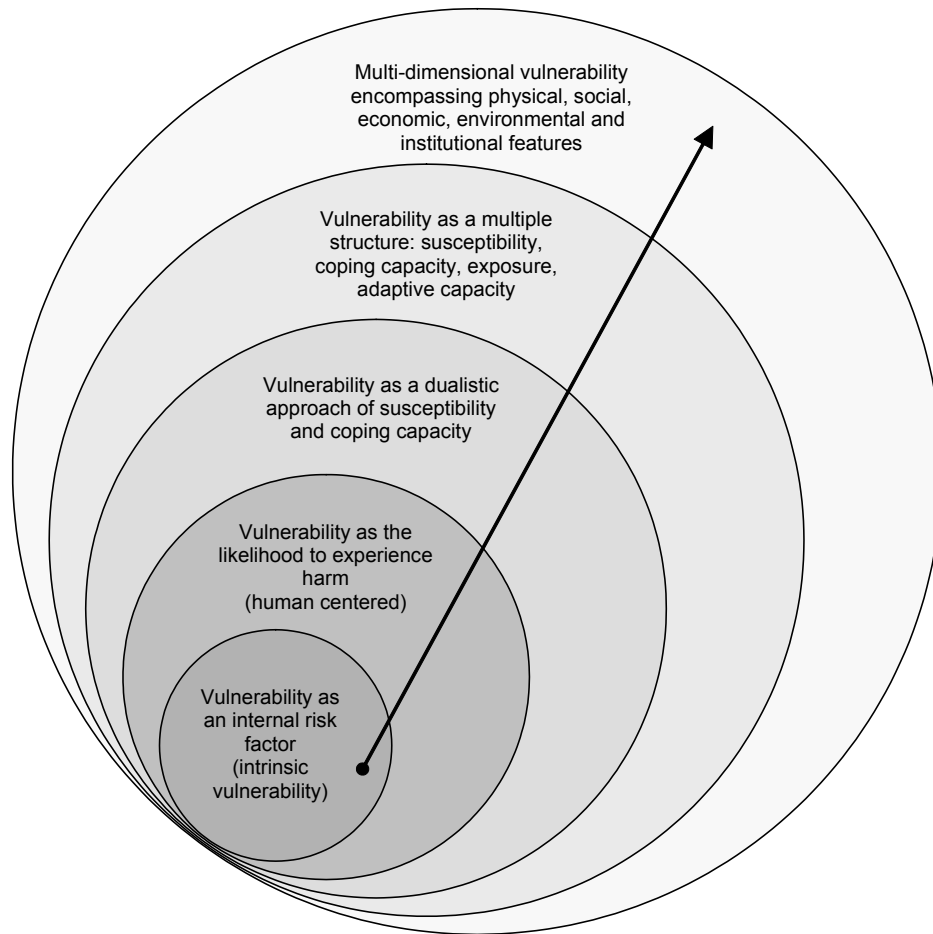 Multi-dimensional vulnerability
encompassing physical, social,
economic, environmental and
institutional features
Vulnerability as a multiple
structure: susceptibility,
coping capacity, exposure,
adaptive capacity
Vulnerability as a dualistic
approach of susceptibility
and coping capacity
Vulnerability as the
likelihood to experience
harm
(human centered)
Vulnerability as
an internal risk
factor
(intrinsic
vulnerability)